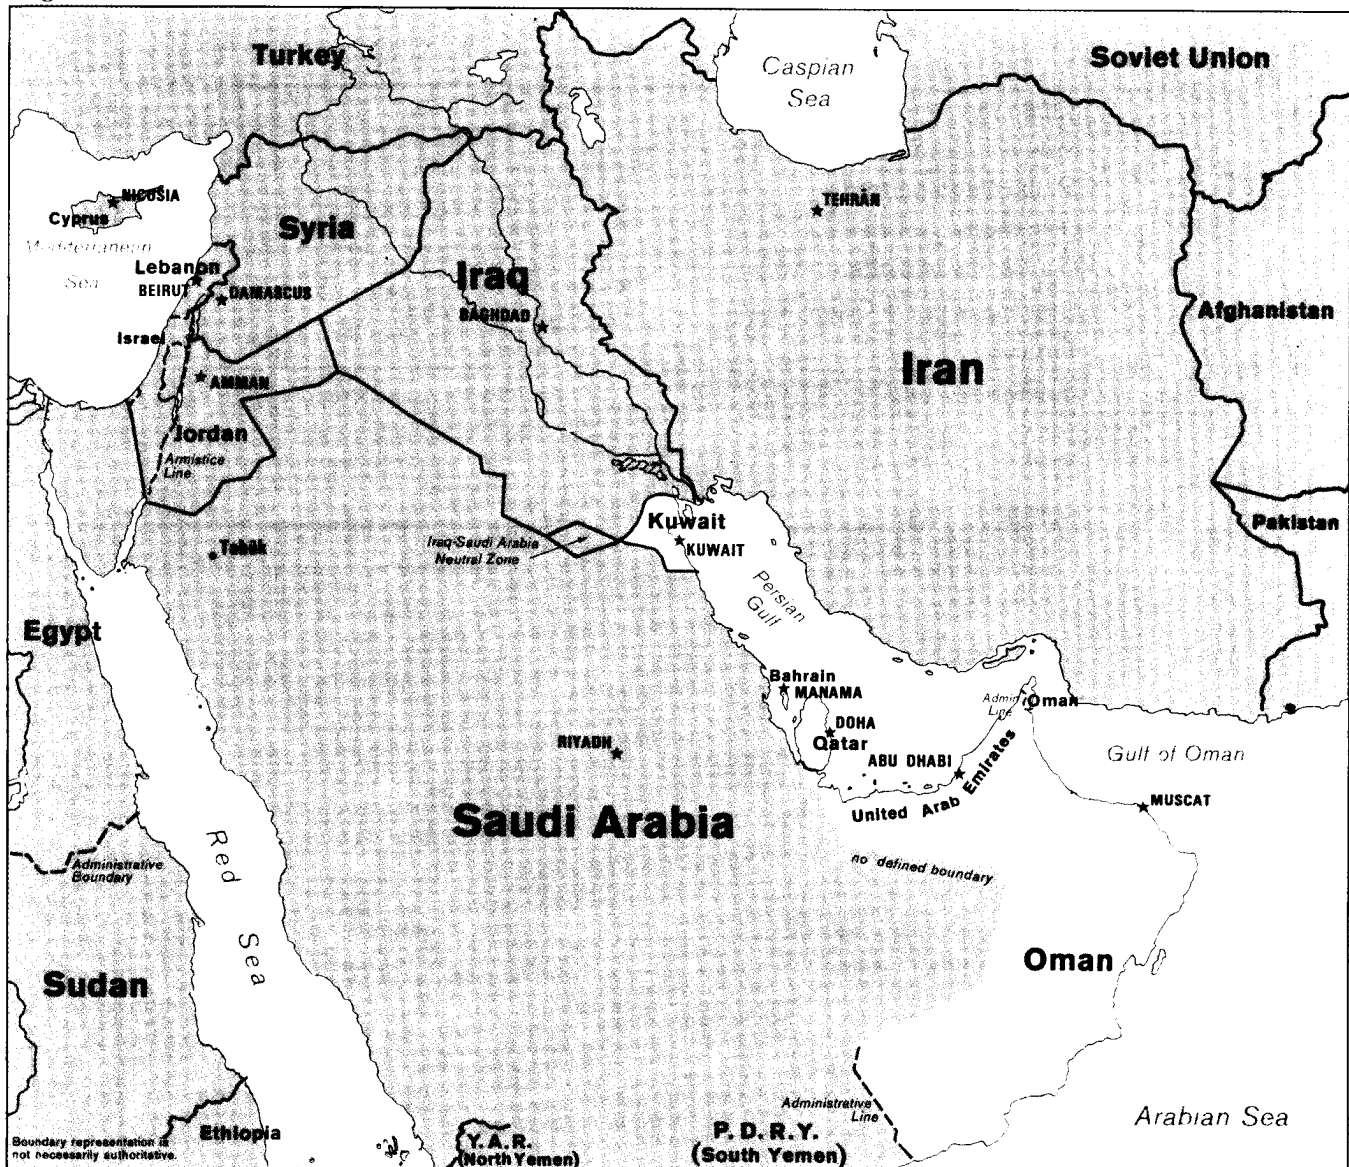 Turkey
Caspian
Sea
Soviet Union
NICOSIA
Cyprus
Mediterranean
Sea
Syria
TEHRĀN
Lebanon
BEIRUT
DAMASCUS
Iraq
BAGHDAD
Israel
Afghanistan
Iran
AMMAN
Jordan
Armistice
Line
Kuwait
KUWAIT
Pakistan
Iraq-Saudi Arabia
Neutral Zone
Tabūk
Persian
Gulf
Egypt
Bahrain
MANAMA
Admin
Line
Oman
DOHA
Qatar
RIYADH
ABU DHABI
United Arab Emirates
Gulf of Oman
MUSCAT
Saudi Arabia
Red Sea
Administrative
Boundary
no defined boundary
Oman
Sudan
Administrative
Line
Arabian Sea
Ethiopia
Boundary representation is
not necessarily authoritative.
Y.A.R.
(North Yemen)
P.D.R.Y.
(South Yemen)